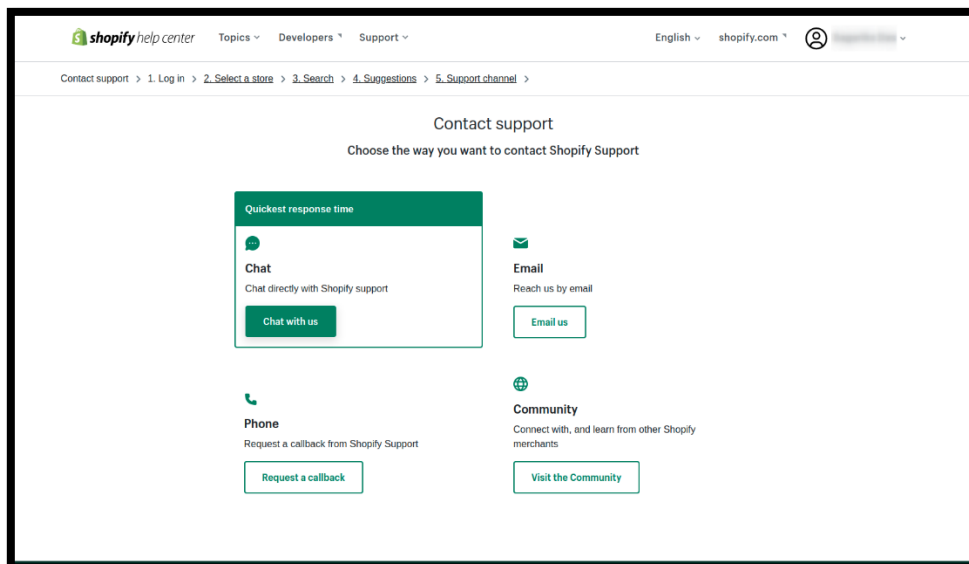 shopify help center Topics Developers Support English shopify.com
Contact support > 1. Log in > 2. Select a store > 3. Search > 4. Suggestions > 5. Support channel >
Contact support
Choose the way you want to contact Shopify Support
Quickest response time
Chat
Chat directly with Shopify support
Chat with us
Email
Reach us by email
Email us
Phone
Request a callback from Shopify Support
Request a callback
Community
Connect with, and learn from other Shopify
merchants
Visit the Community